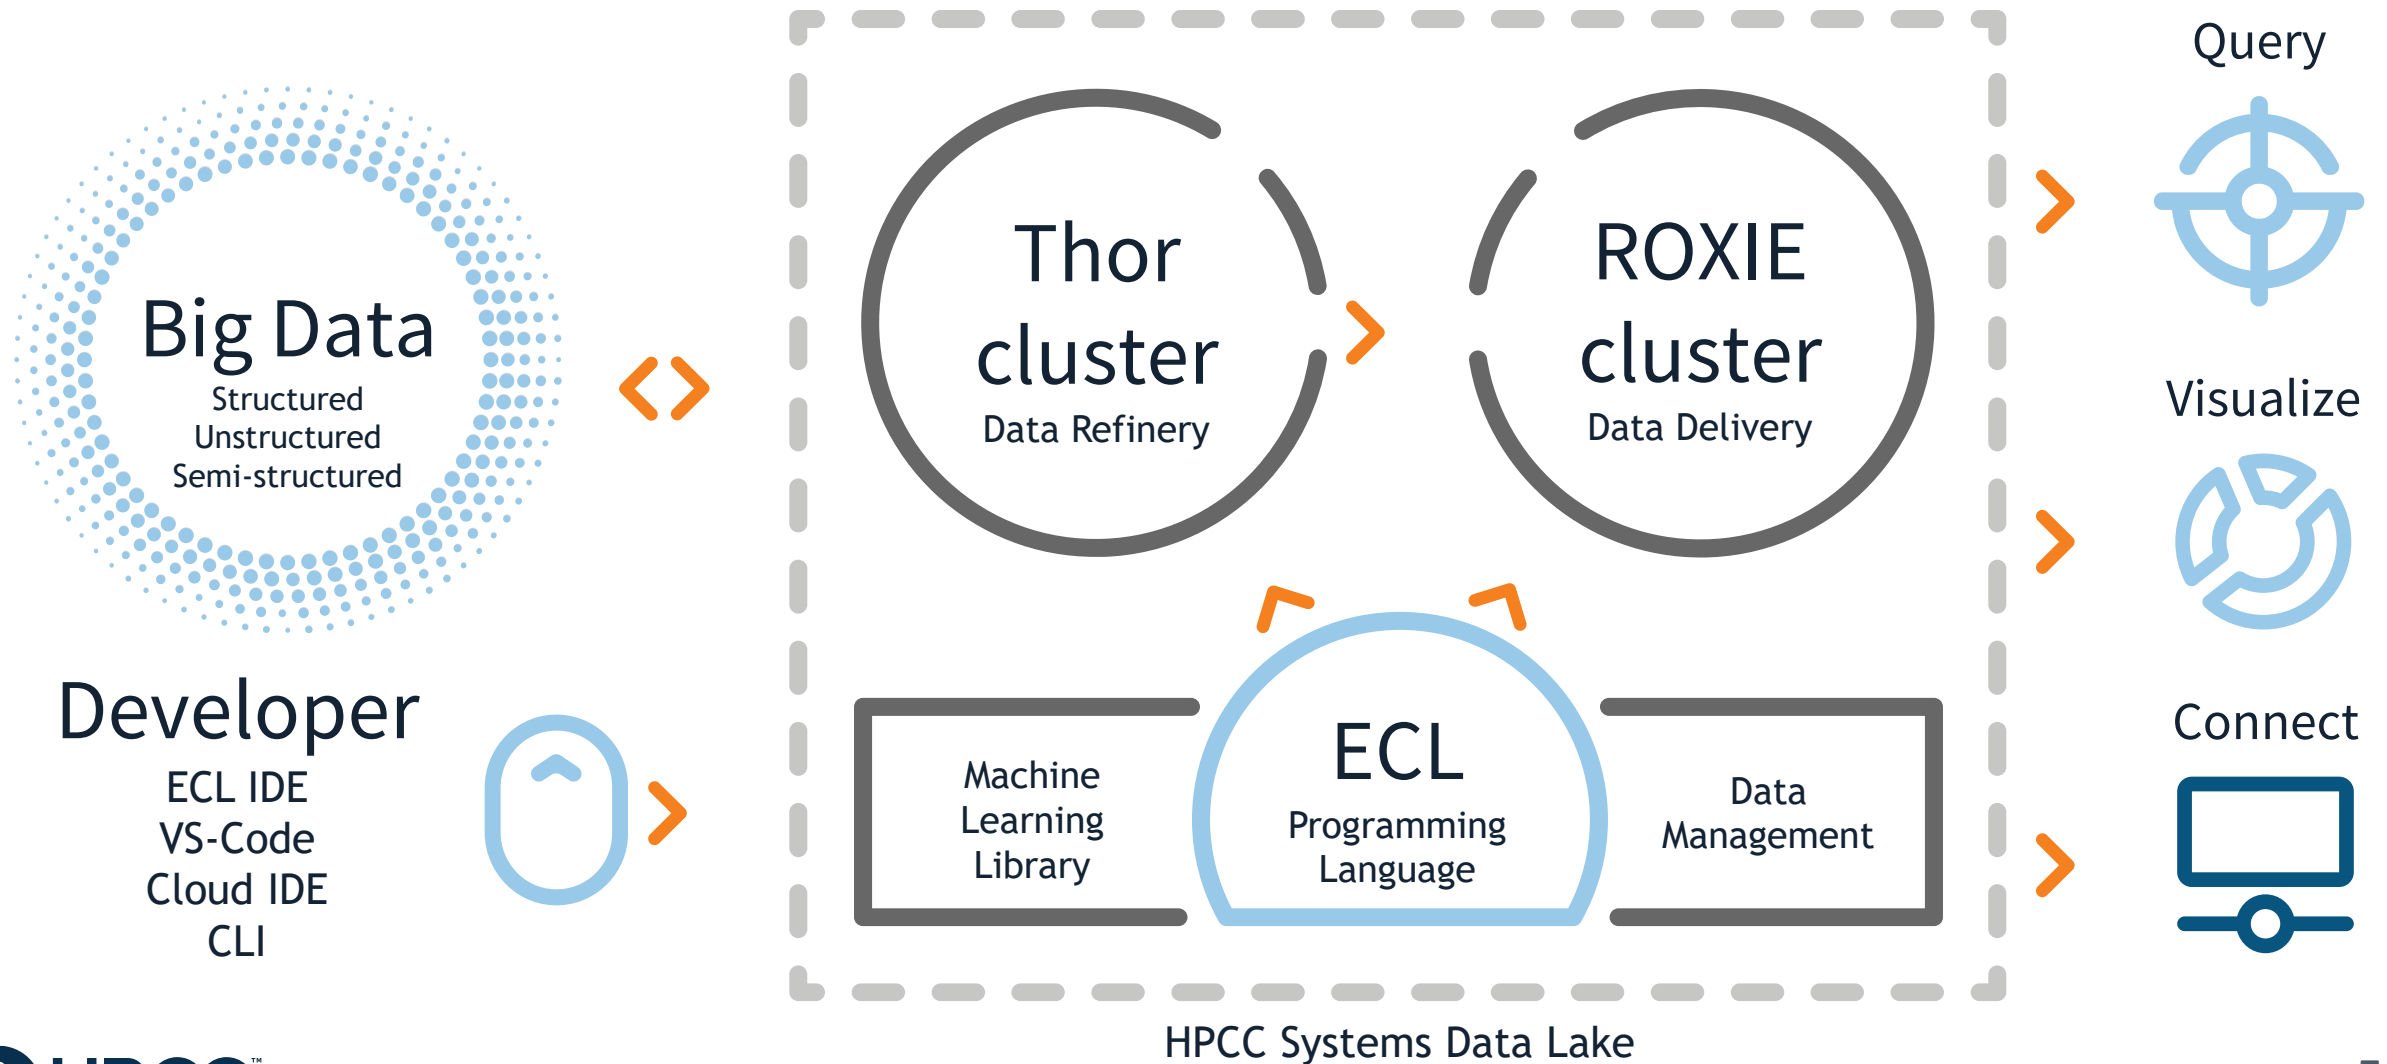 Big Data
Structured
Unstructured
Semi-structured
Developer
ECL IDE
VS-Code
Cloud IDE
CLI
Thor
cluster
Data Refinery
ROXIE
cluster
Data Delivery
Machine
Learning
Library
ECL
Programming
Language
Data
Management
HPCC Systems Data Lake
Query
Visualize
Connect